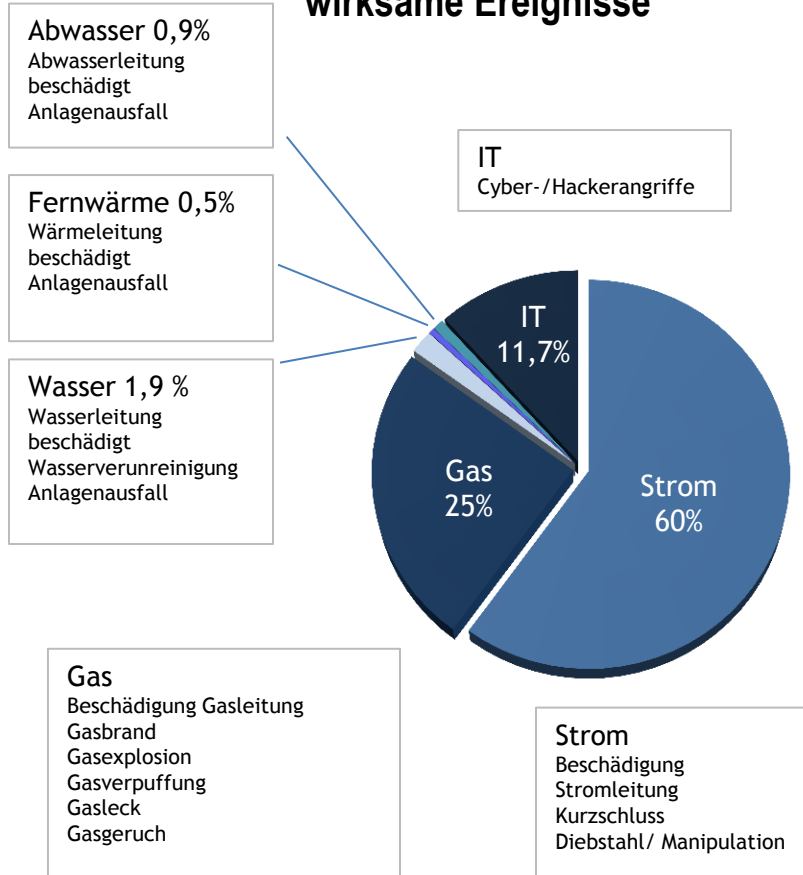 wirksame Ereignisse
Abwasser 0,9%
Abwasserleitung
beschädigt
Anlagenausfall
IT
Cyber-/Hackerangriffe
Fernwärme 0,5%
Wärmeleitung
beschädigt
Anlagenausfall
Wasser 1,9 %
Wasserleitung
beschädigt
Wasserverunreinigung
Anlagenausfall
IT
11,7%
Gas
25%
Strom
60%
Gas
Beschädigung Gasleitung
Gasbrand
Gasexplosion
Gasverpuffung
Gasleck
Gasgeruch
Strom
Beschädigung
Stromleitung
Kurzschluss
Diebstahl/ Manipulation